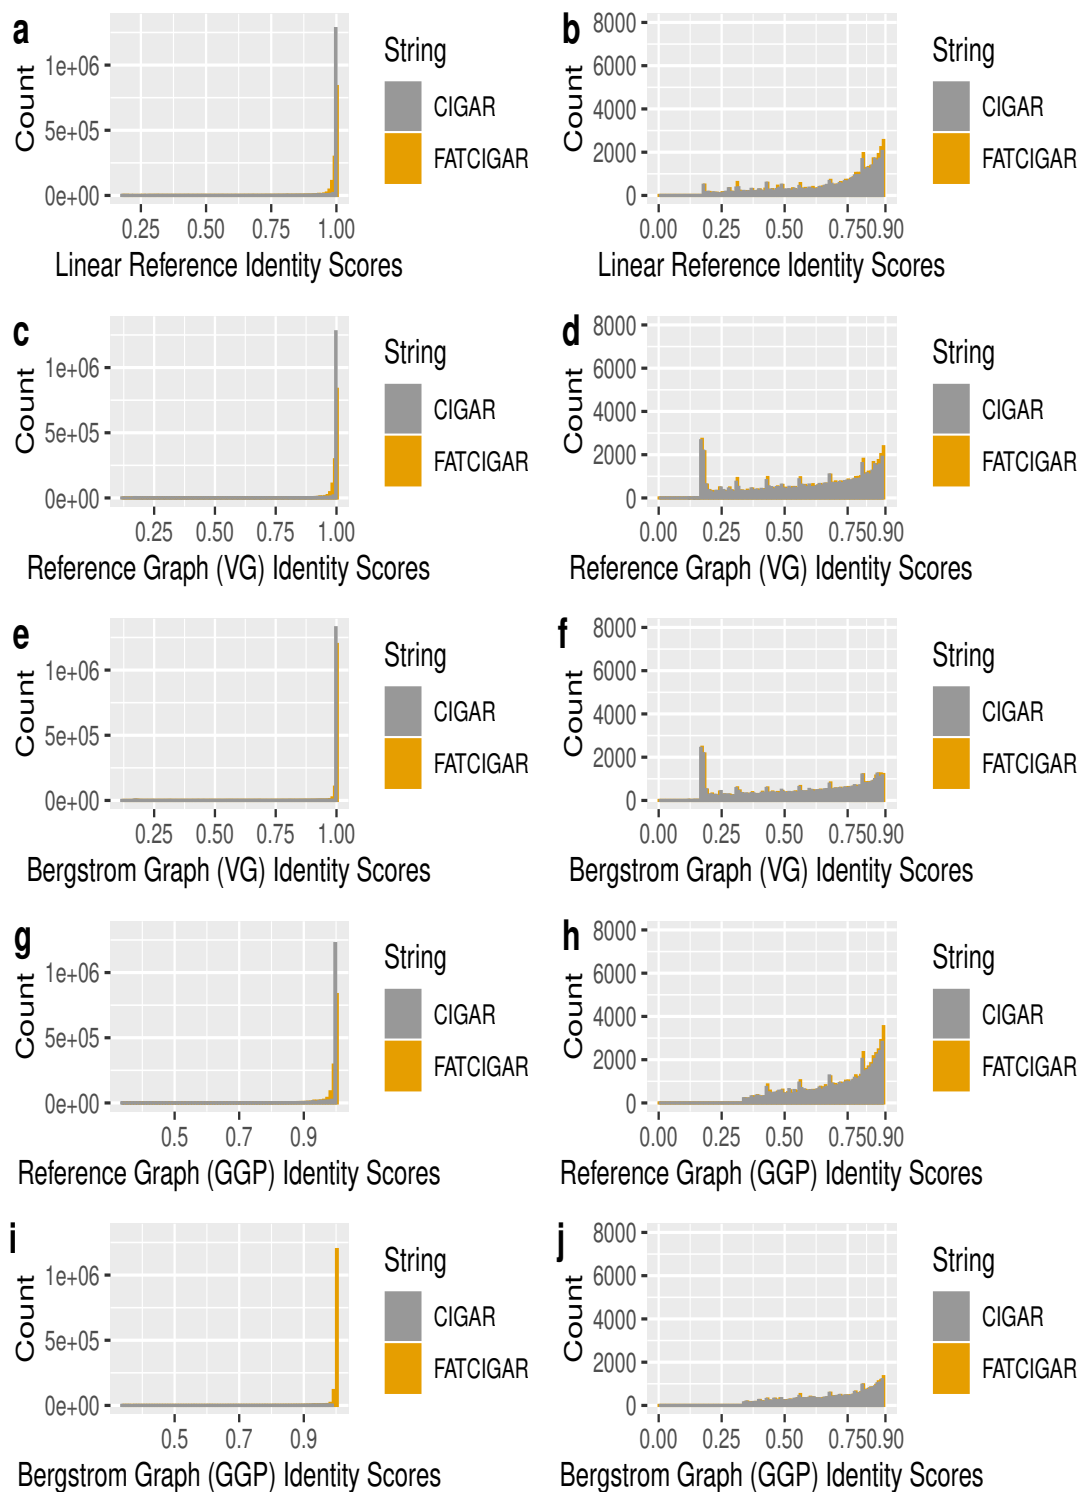 a
Count
1e+06
5e+05
0e+00
0.25 0.50 0.75 1.00
Linear Reference Identity Scores
String
CIGAR
FATCIGAR
b
Count
8000
6000
4000
2000
0
0.00 0.25 0.50 0.75 0.90
Linear Reference Identity Scores
String
CIGAR
FATCIGAR
c
Count
1e+06
5e+05
0e+00
0.25 0.50 0.75 1.00
Reference Graph (VG) Identity Scores
String
CIGAR
FATCIGAR
d
Count
8000
6000
4000
2000
0
0.00 0.25 0.50 0.75 0.90
Reference Graph (VG) Identity Scores
String
CIGAR
FATCIGAR
e
Count
1e+06
5e+05
0e+00
0.25 0.50 0.75 1.00
Bergstrom Graph (VG) Identity Scores
String
CIGAR
FATCIGAR
f
Count
8000
6000
4000
2000
0
0.00 0.25 0.50 0.75 0.90
Bergstrom Graph (VG) Identity Scores
String
CIGAR
FATCIGAR
g
Count
1e+06
5e+05
0e+00
0.5 0.7 0.9
Reference Graph (GGP) Identity Scores
String
CIGAR
FATCIGAR
h
Count
8000
6000
4000
2000
0
0.00 0.25 0.50 0.75 0.90
Reference Graph (GGP) Identity Scores
String
CIGAR
FATCIGAR
i
Count
1e+06
5e+05
0e+00
0.5 0.7 0.9
Bergstrom Graph (GGP) Identity Scores
String
CIGAR
FATCIGAR
j
Count
8000
6000
4000
2000
0
0.00 0.25 0.50 0.75 0.90
Bergstrom Graph (GGP) Identity Scores
String
CIGAR
FATCIGAR